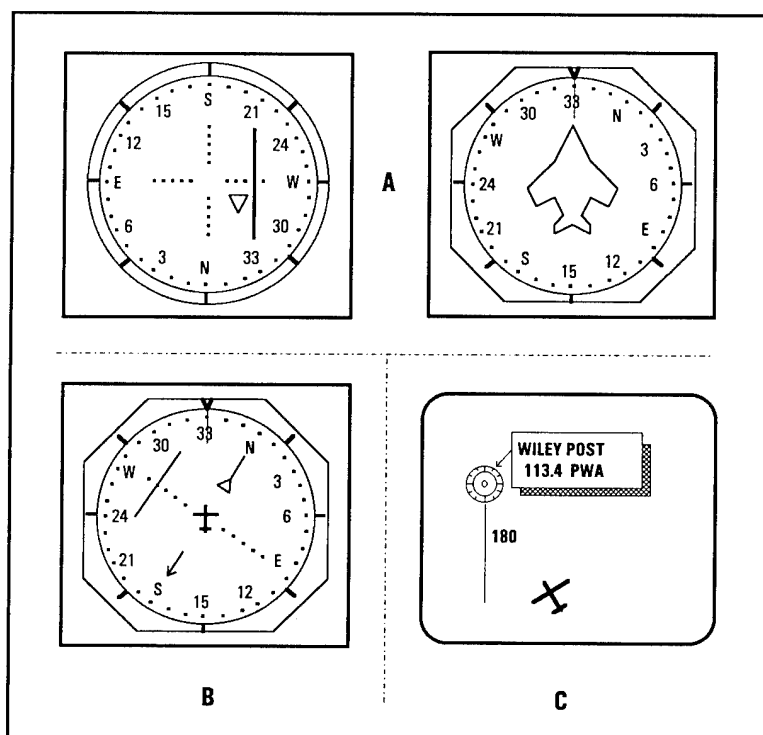 S
15 21
12 24
E W
6 30
3 33
N
A
33
30 N
W 3
24 6
21 E
S 12
15
33
30 N
W 3
24 6
21 E
S 12
15
B
WILEY POST
113.4 PWA
180
C